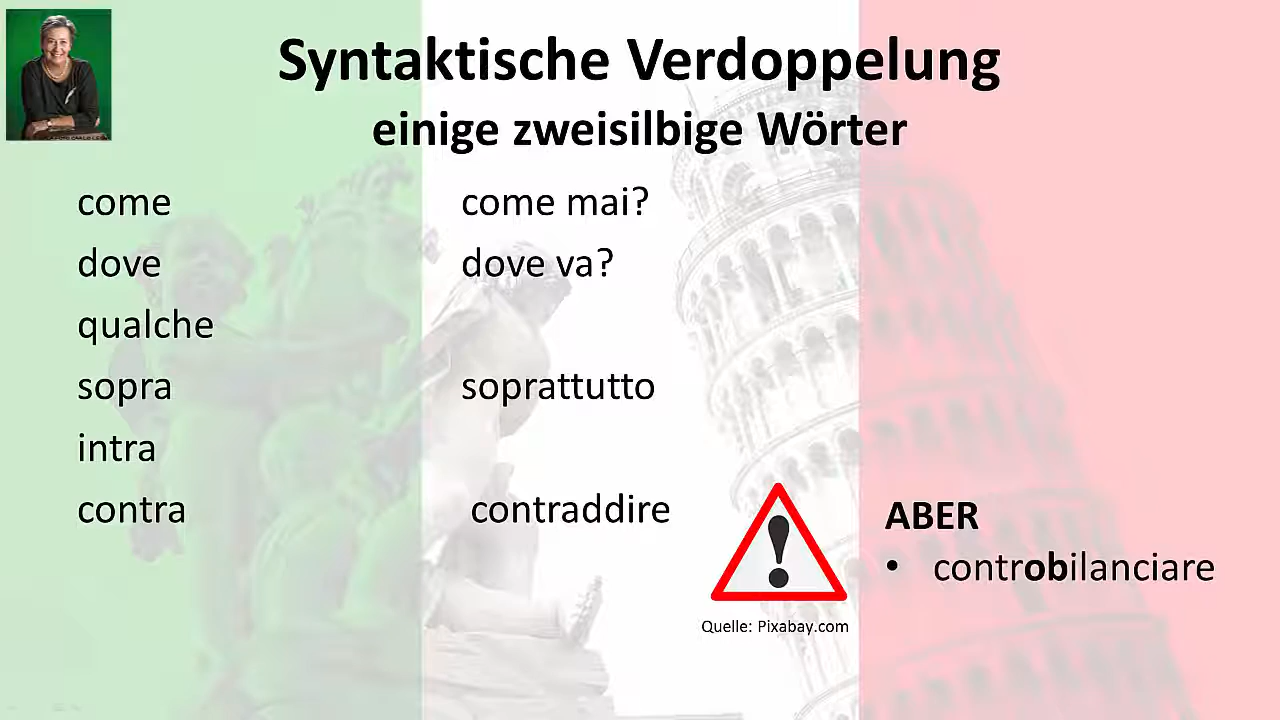 Syntaktische Verdoppelung
einige zweisilbige Wörter
come come mai?
dove dove va?
qualche
sopra soprattutto
intra
contra contraddire
ABER
• controbilanciare
Quelle: Pixabay.com